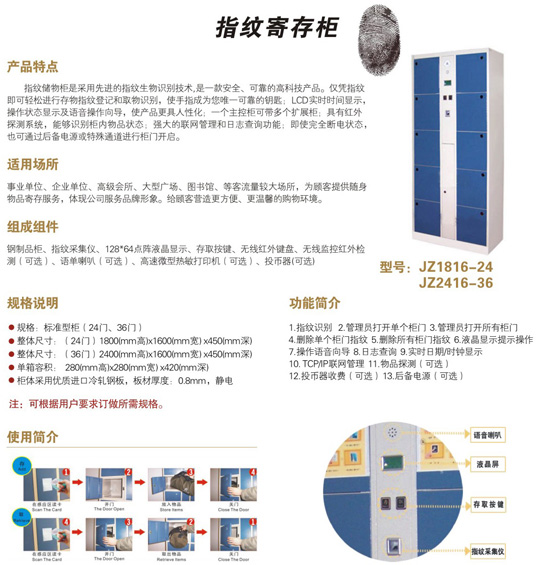 指纹寄存柜
产品特点
指纹储物柜是采用先进的指纹生物识别技术,是一款安全、可靠的高科技产品。仅凭指纹
即可轻松进行存物指纹登记和取物识别，使手指成为您唯一可靠的钥匙；LCD实时时间显示，
操作状态显示及语音操作向导，使产品更具人性化；一个主控柜可带多个扩展柜；具有红外
探测系统，能够识别柜内物品状态；强大的联网管理和日志查询功能；即使完全断电状态，
也可通过后备电源或特殊通道进行柜门开启。
适用场所
事业单位、企业单位、高级会所、大型广场、图书馆、等客流量较大场所，为顾客提供随身
物品寄存服务，体现公司服务品牌形象。给顾客营造更方便、更温馨的购物环境。
组成组件
钢制品柜、指纹采集仪、128*64点阵液晶显示、存取按键、无线红外键盘、无线监控红外检
测（可选）、语单喇叭（可选）、高速微型热敏打印机（可选）、投币器(可选)
型号：JZ1816-24
JZ2416-36
规格说明
● 规格：标准型柜（24门、36门）
● 整体尺寸：（24门）1800(mm高)x1600(mm宽) x450(mm深)
● 整体尺寸：（36门）2400(mm高)x1600(mm宽) x450(mm深)
● 单箱容积： 280(mm高)x280(mm宽) x420(mm深)
● 柜体采用优质进口冷轧钢板，板材厚度：0.8mm，静电
注：可根据用户要求订做所需规格。
功能简介
1.指纹识别 2.管理员打开单个柜门 3.管理员打开所有柜门
4.删除单个柜门指纹 5.删除所有柜门指纹 6.液晶显示提示操作
7.操作语音向导 8.日志查询 9.实时日期/时钟显示
10. TCP/IP联网管理 11.物品探测（可选）
12.投币器收费（可选）13.后备电源（可选）
使用简介
1 2 3 4
在感应区读卡 开门 放入物品 关门
Scan The Card The Door Open Store Items Close The Door
4 3 2 1
在感应区读卡 开门 取出物品 关门
Scan The Card The Door Open Retrieve Items Close The Door
语音喇叭
液晶屏
存取按键
指纹采集仪